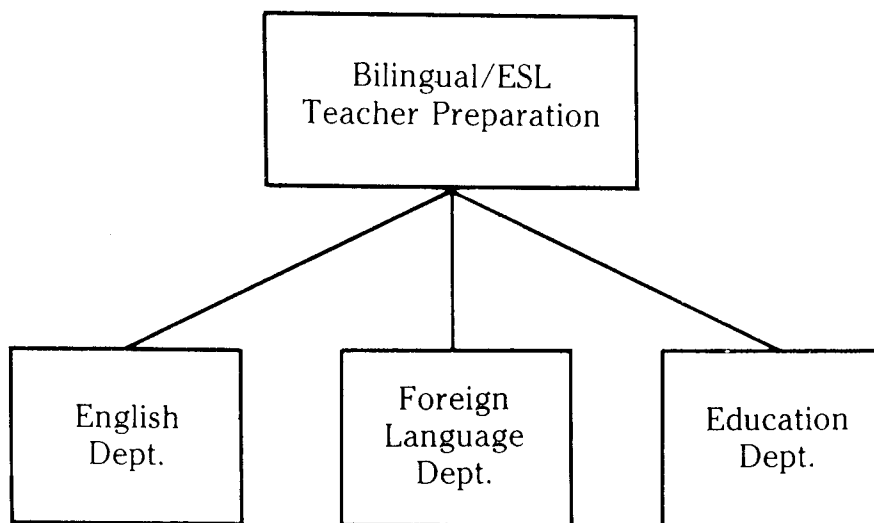 Bilingual/ESL
Teacher Preparation
English
Dept.
Foreign
Language
Dept.
Education
Dept.